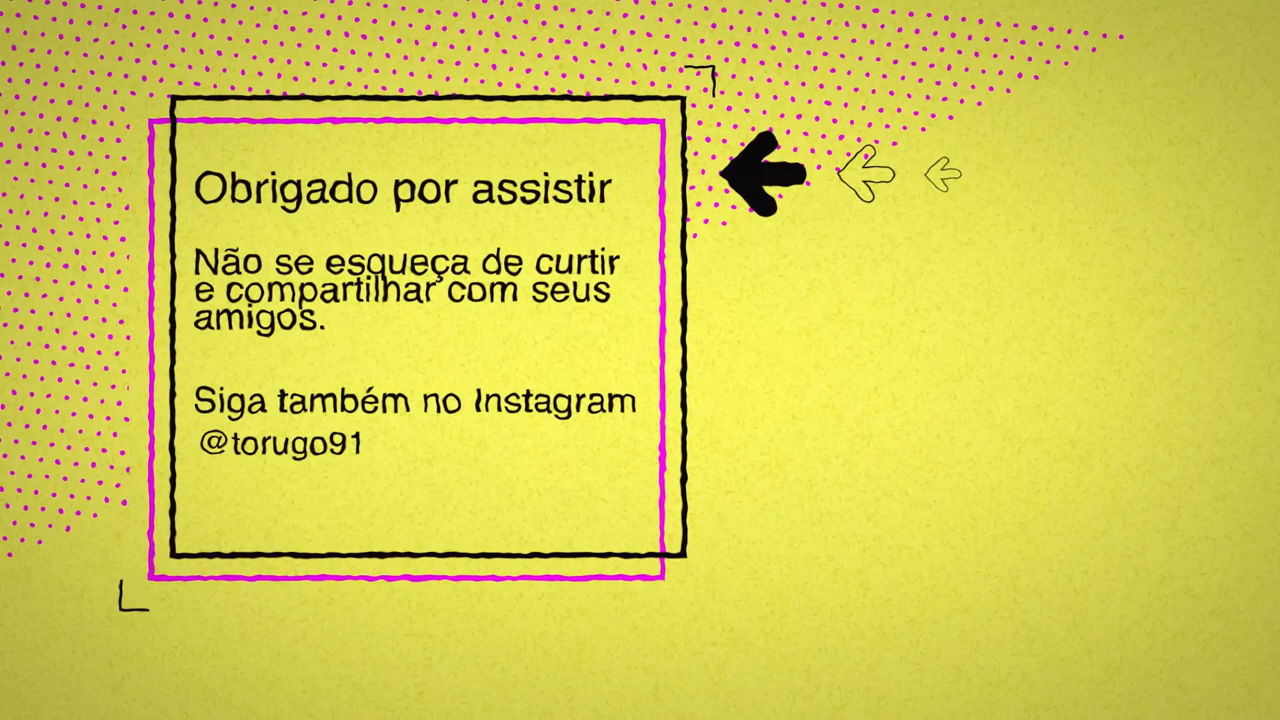 Obrigado por assistir
Não se esqueça de curtir
e compartilhar com seus
amigos.
Siga também no Instagram
@torugo91